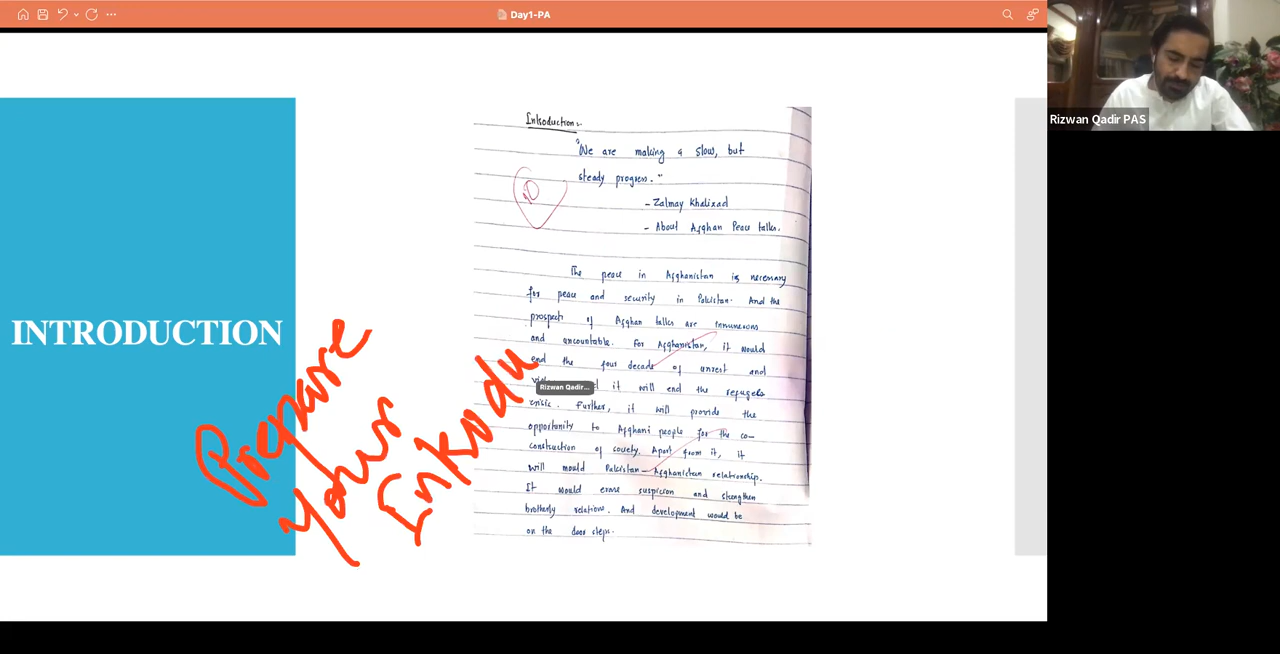 Day1-PA
Rizwan Qadir PAS
INTRODUCTION
Prepare
Your
Introdu
Introduction:-
"We are making a slow, but
steady progress."
- Zalmay Khalizad
- About Afghan Peace talks.
The peace in Afghanistan is necessary
for peace and security in Pakistan. And the
prospects of Afghan talks are
and uncountable. For Afghanistan, it would
end the four decade of unrest and
it will end the refugees
crisis. Further, it will provide the
opportunity to Afghani people for the co-
construction of society. Apart from it, it
will mould Pakistan-Afghanistan relationship.
It would erase suspicion and strengthen
brotherly relations. And development would be
on the door steps.
Rizwan Qadir...